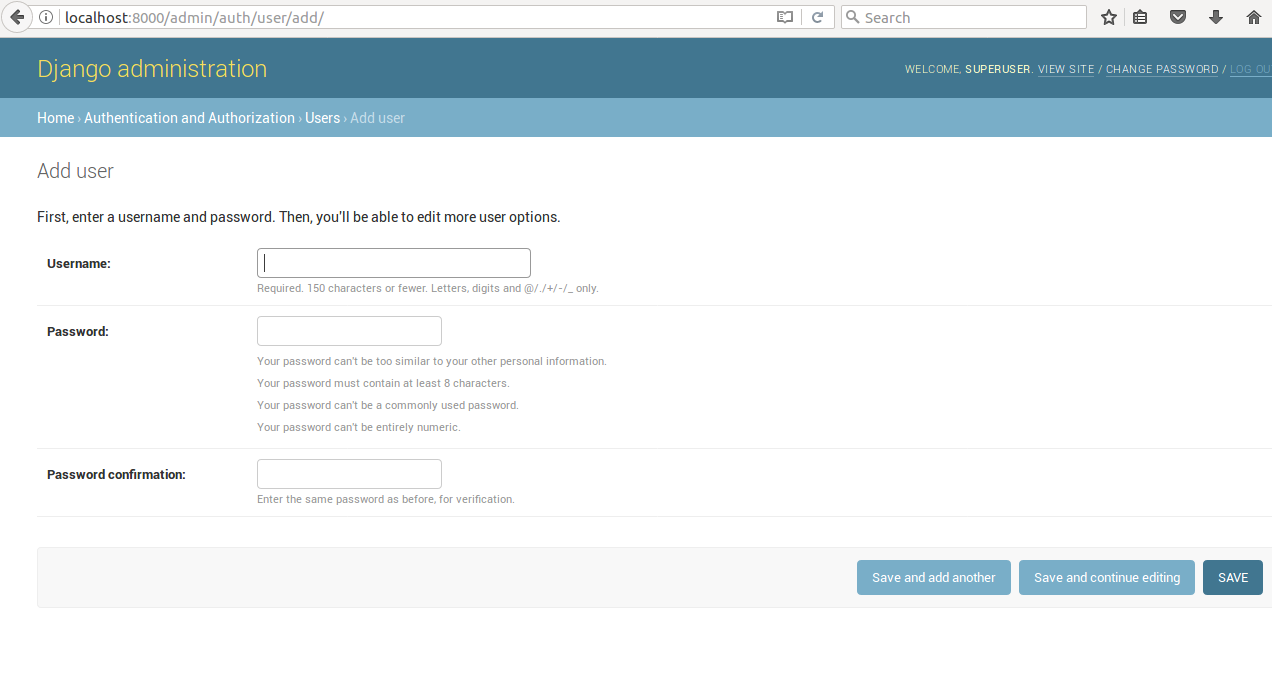 localhost:8000/admin/auth/user/add/ Search
Django administration
WELCOME, SUPERUSER. VIEW SITE / CHANGE PASSWORD / LOG OU
Home › Authentication and Authorization › Users › Add user
Add user
First, enter a username and password. Then, you'll be able to edit more user options.
Username:
Required. 150 characters or fewer. Letters, digits and @/./+/-/_ only.
Password:
Your password can't be too similar to your other personal information.
Your password must contain at least 8 characters.
Your password can't be a commonly used password.
Your password can't be entirely numeric.
Password confirmation:
Enter the same password as before, for verification.
Save and add another Save and continue editing SAVE